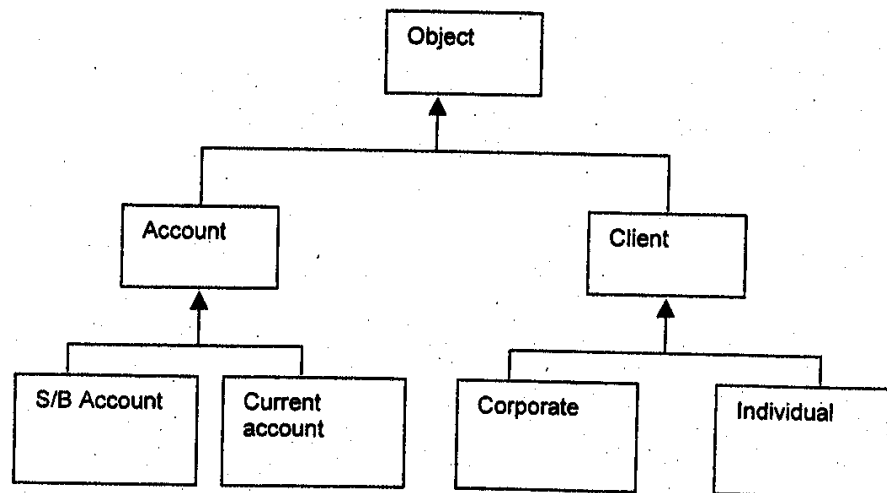 Object
Account
Client
S/B Account
Current
account
Corporate
Individual